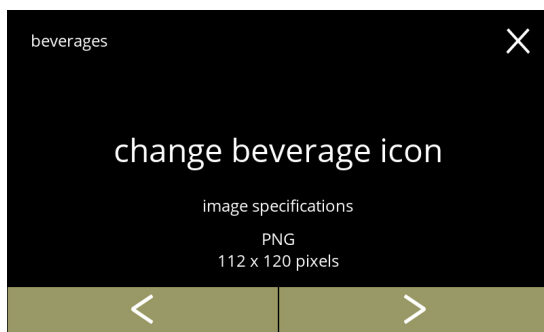 beverages
change beverage icon
image specifications
PNG
112 x 120 pixels